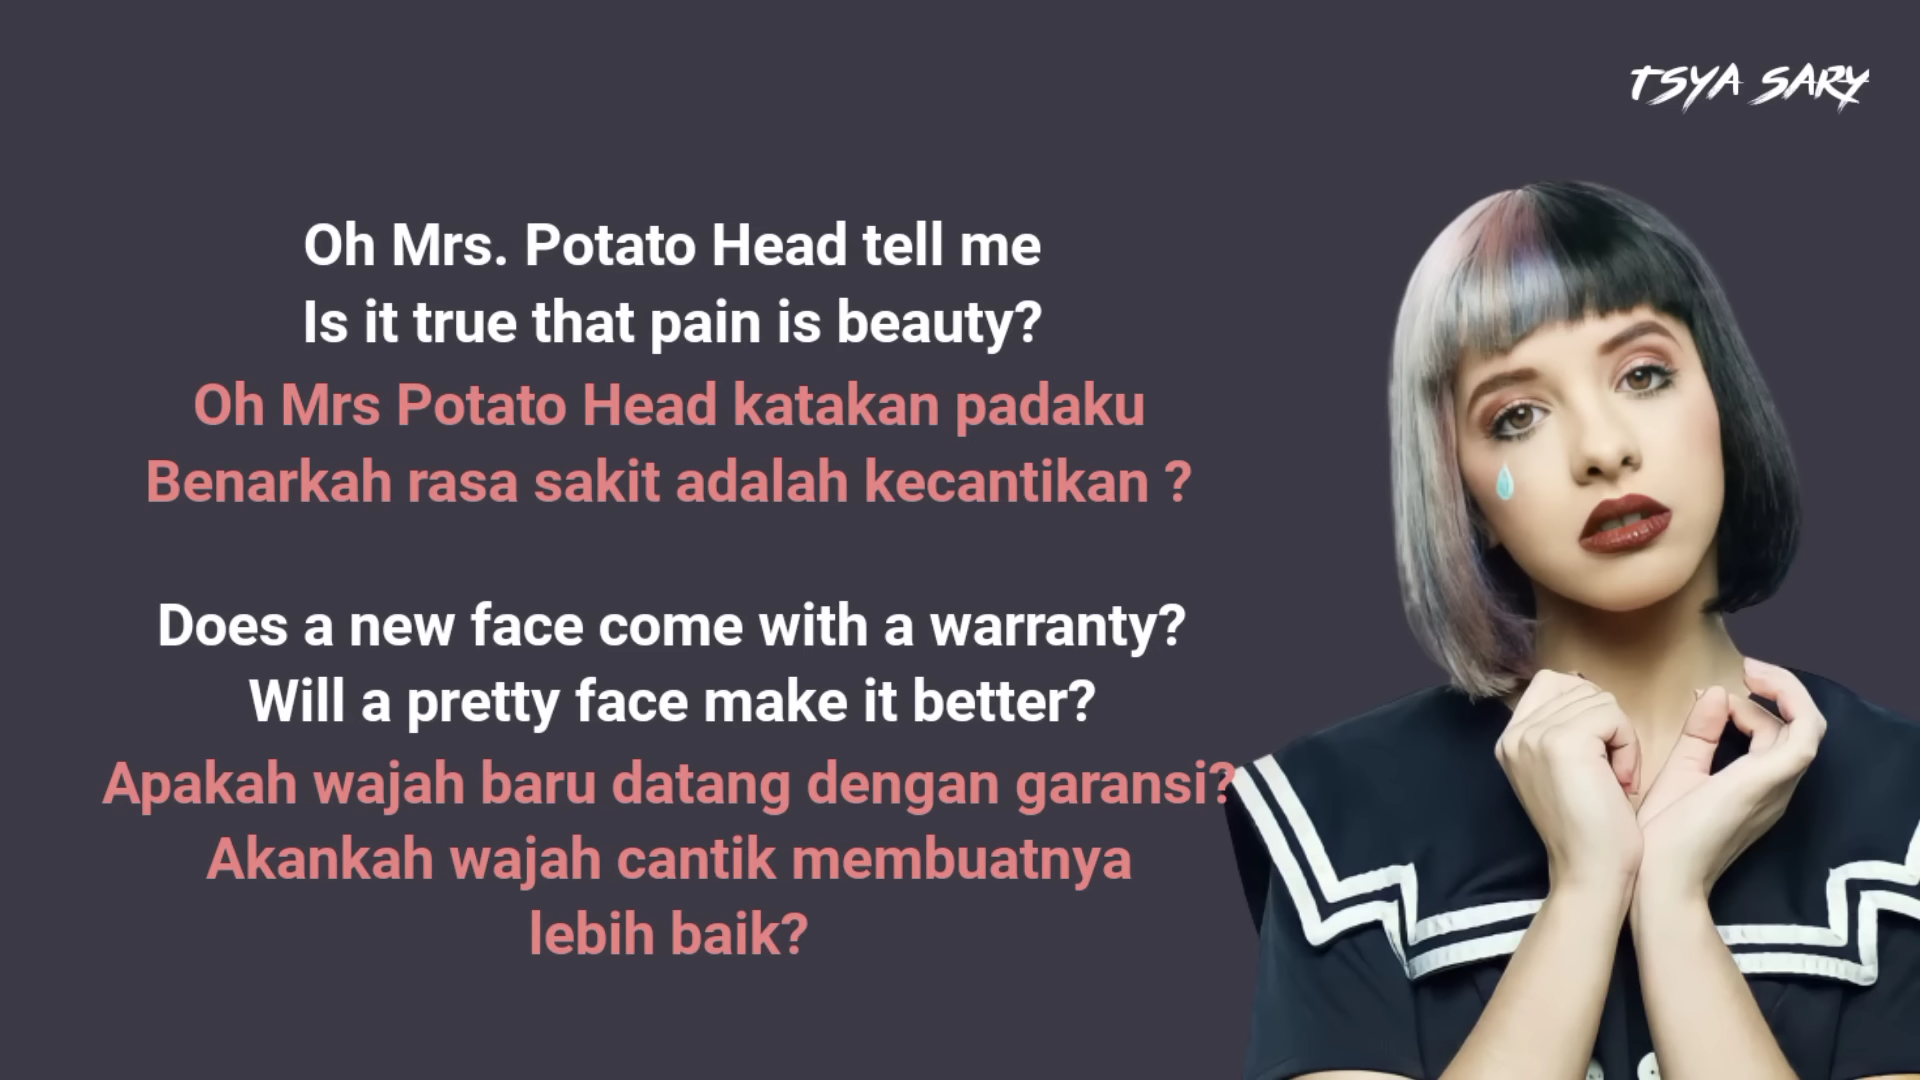 TSYA SARY
Oh Mrs. Potato Head tell me
Is it true that pain is beauty?
Oh Mrs Potato Head katakan padaku
Benarkah rasa sakit adalah kecantikan ?
Does a new face come with a warranty?
Will a pretty face make it better?
Apakah wajah baru datang dengan garansi?
Akankah wajah cantik membuatnya
lebih baik?